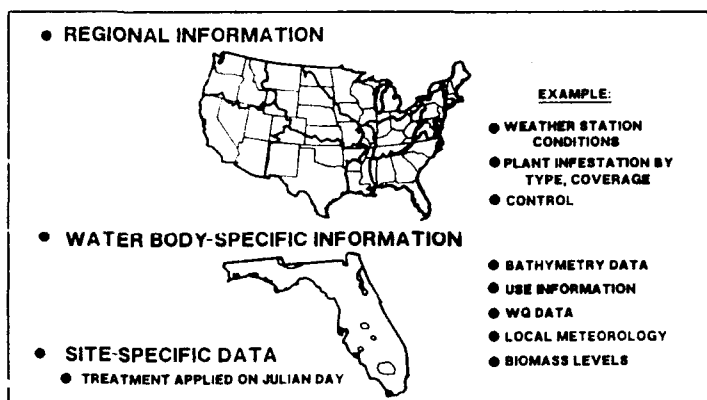 ● REGIONAL INFORMATION
EXAMPLE:
● WEATHER STATION
CONDITIONS
● PLANT INFESTATION BY
TYPE, COVERAGE
● CONTROL
● WATER BODY-SPECIFIC INFORMATION
● BATHYMETRY DATA
● USE INFORMATION
● WQ DATA
● LOCAL METEOROLOGY
● BIOMASS LEVELS
● SITE-SPECIFIC DATA
● TREATMENT APPLIED ON JULIAN DAY